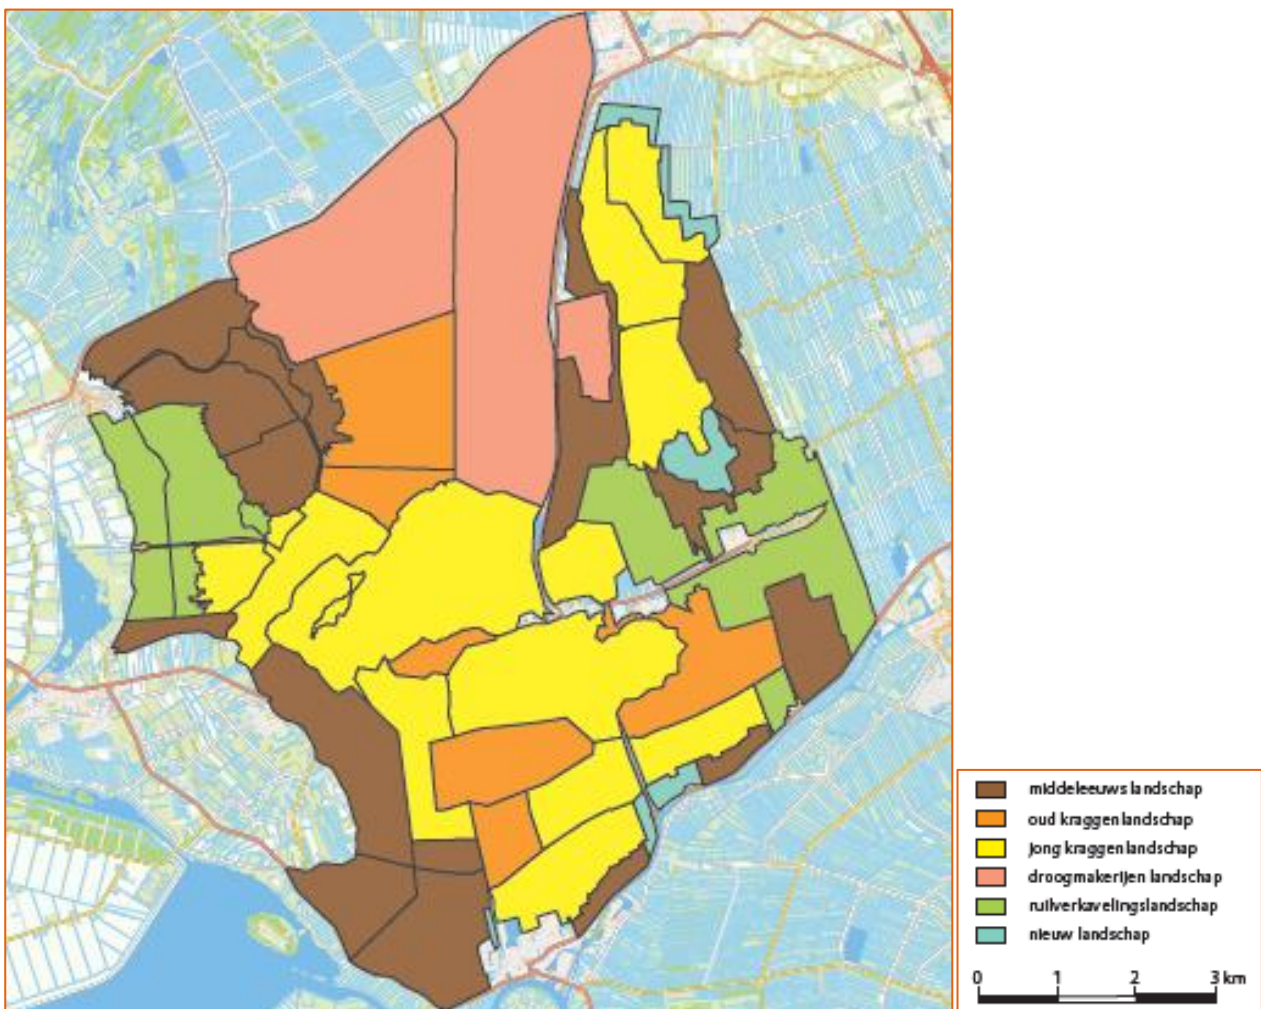 middeleeuws landschap
oud kraggenlandschap
jong kraggenlandschap
droogmakerijen landschap
ruilverkavelingslandschap
nieuw landschap
0 1 2 3 km